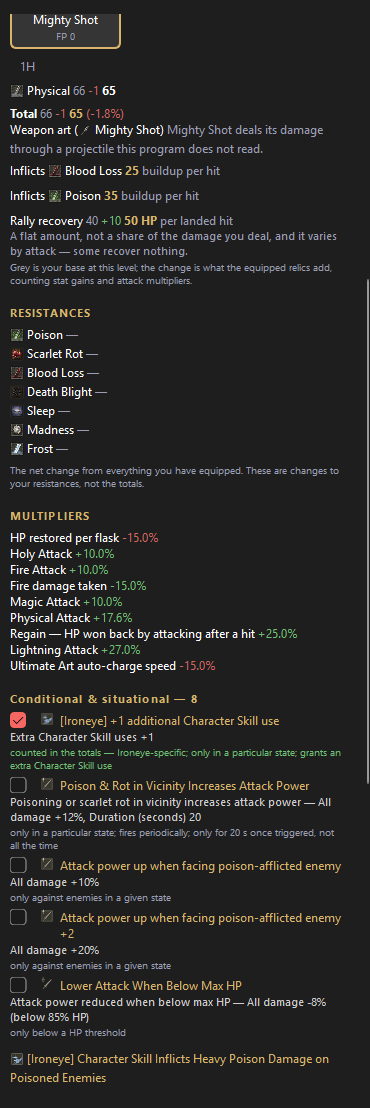 Mighty Shot
FP 0
1H
Physical 66 -1 65
Total 66 -1 65 (-1.8%)
Weapon art ( Mighty Shot) Mighty Shot deals its damage
through a projectile this program does not read.
Inflicts Blood Loss 25 buildup per hit
Inflicts Poison 35 buildup per hit
Rally recovery 40 +10 50 HP per landed hit
A flat amount, not a share of the damage you deal, and it varies
by attack — some recover nothing.
Grey is your base at this level; the change is what the equipped relics add,
counting stat gains and attack multipliers.
RESISTANCES
Poison —
Scarlet Rot —
Blood Loss —
Death Blight —
Sleep —
Madness —
Frost —
The net change from everything you have equipped. These are changes to
your resistances, not the totals.
MULTIPLIERS
HP restored per flask -15.0%
Holy Attack +10.0%
Fire Attack +10.0%
Fire damage taken -15.0%
Magic Attack +10.0%
Physical Attack +17.6%
Regain — HP won back by attacking after a hit +25.0%
Lightning Attack +27.0%
Ultimate Art auto-charge speed -15.0%
Conditional & situational — 8
[Ironeye] +1 additional Character Skill use
Extra Character Skill uses +1
counted in the totals — Ironeye-specific; only in a particular state; grants an
extra Character Skill use
Poison & Rot in Vicinity Increases Attack Power
Poisoning or scarlet rot in vicinity increases attack power — All
damage +12%, Duration (seconds) 20
only in a particular state; fires periodically; only for 20 s once triggered, not
all the time
Attack power up when facing poison-afflicted enemy
All damage +10%
only against enemies in a given state
Attack power up when facing poison-afflicted enemy
+2
All damage +20%
only against enemies in a given state
Lower Attack When Below Max HP
Attack power reduced when below max HP — All damage -8%
(below 85% HP)
only below a HP threshold
[Ironeye] Character Skill Inflicts Heavy Poison Damage on
Poisoned Enemies